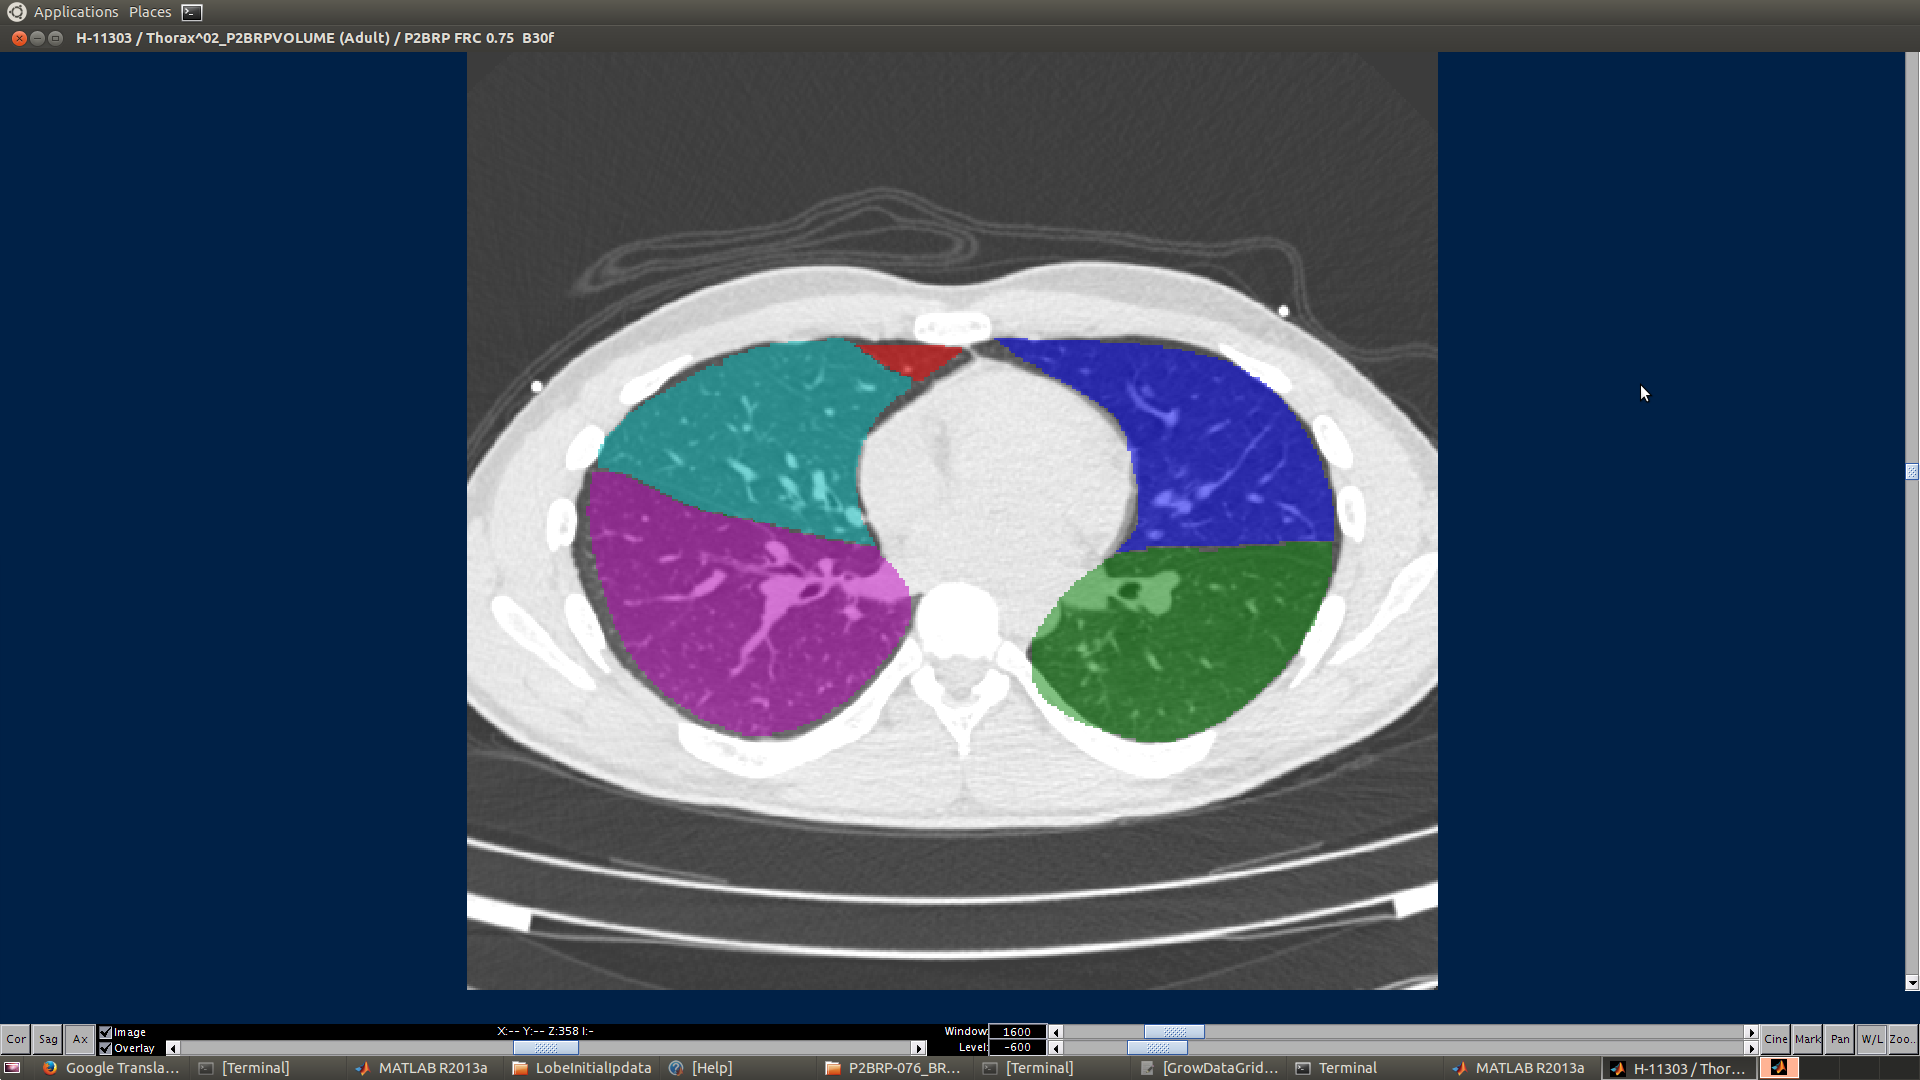 Applications Places
H-11303 / Thorax^02_P2BRPVOLUME (Adult) / P2BRP FRC 0.75 B30f
Cor Sag Ax Image X:-- Y:-- Z:358 I:- Window: 1600 Cine Mark Pan W/L Zoo..
Overlay Level: -600
Google Transla... [Terminal] MATLAB R2013a LobeInitialIpdata [Help] P2BRP-076_BR... [Terminal] [GrowDataGrid... Terminal MATLAB R2013a H-11303 / Thor...